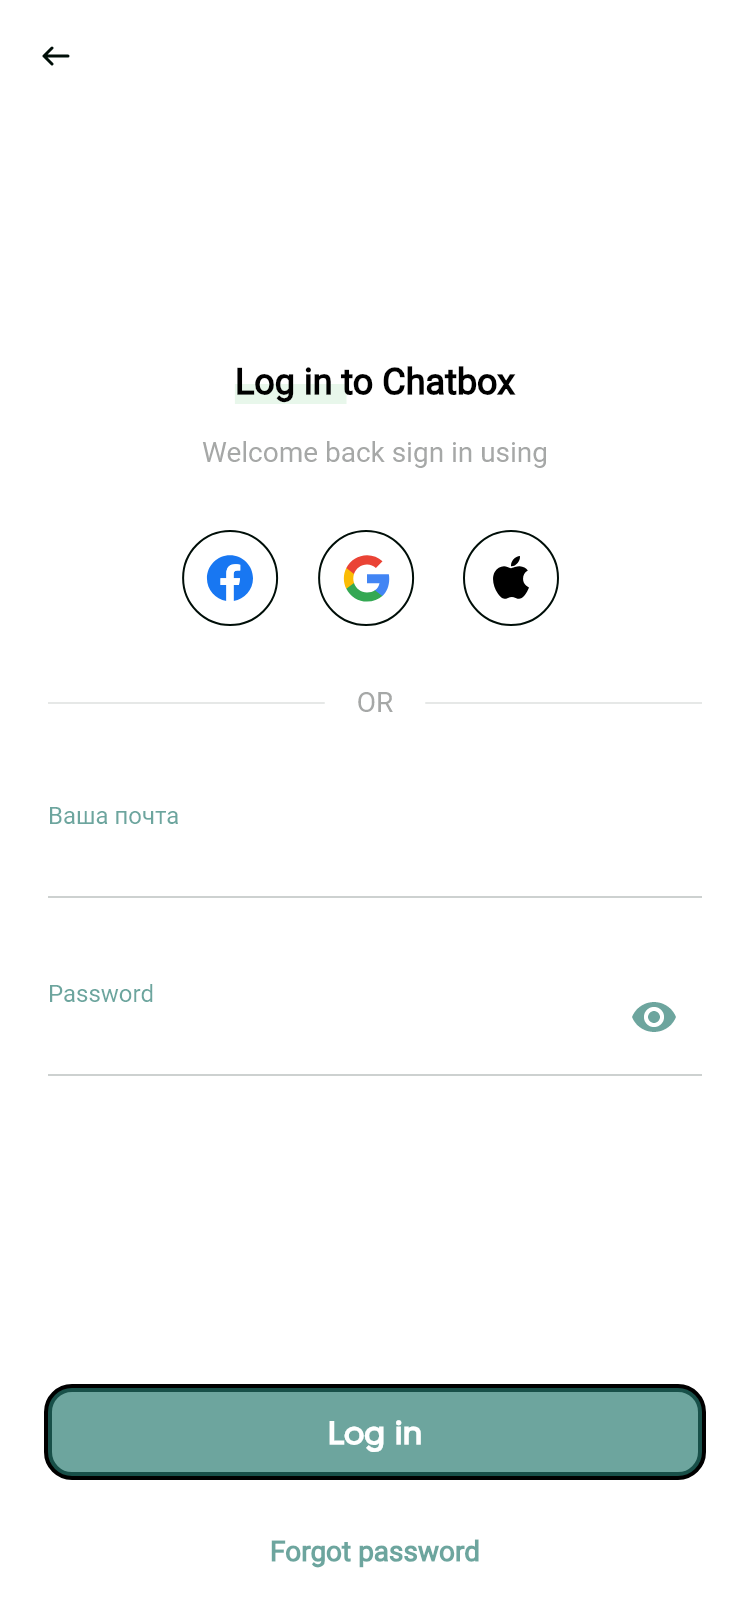 Log in to Chatbox
Welcome back sign in using
OR
Ваша почта
Password
Log in
Forgot password